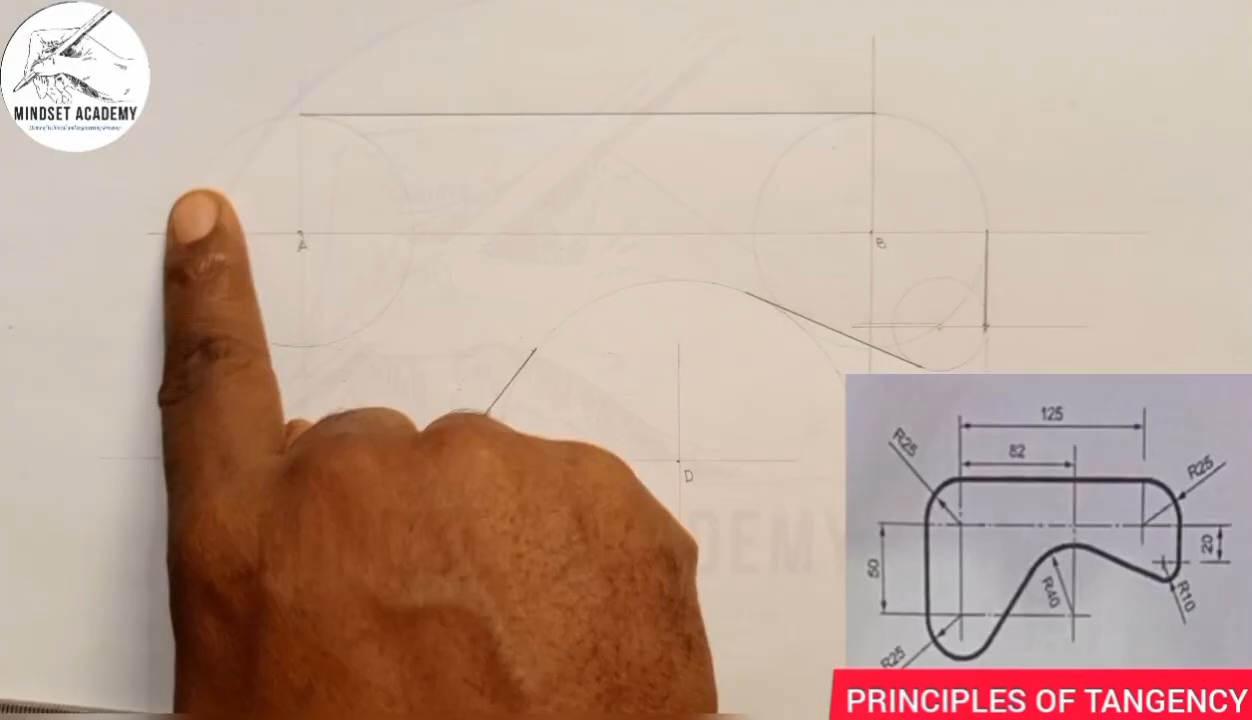 MINDSET ACADEMY
A
B
D
125
82
R25
R25
20
50
R40
R10
R25
PRINCIPLES OF TANGENCY